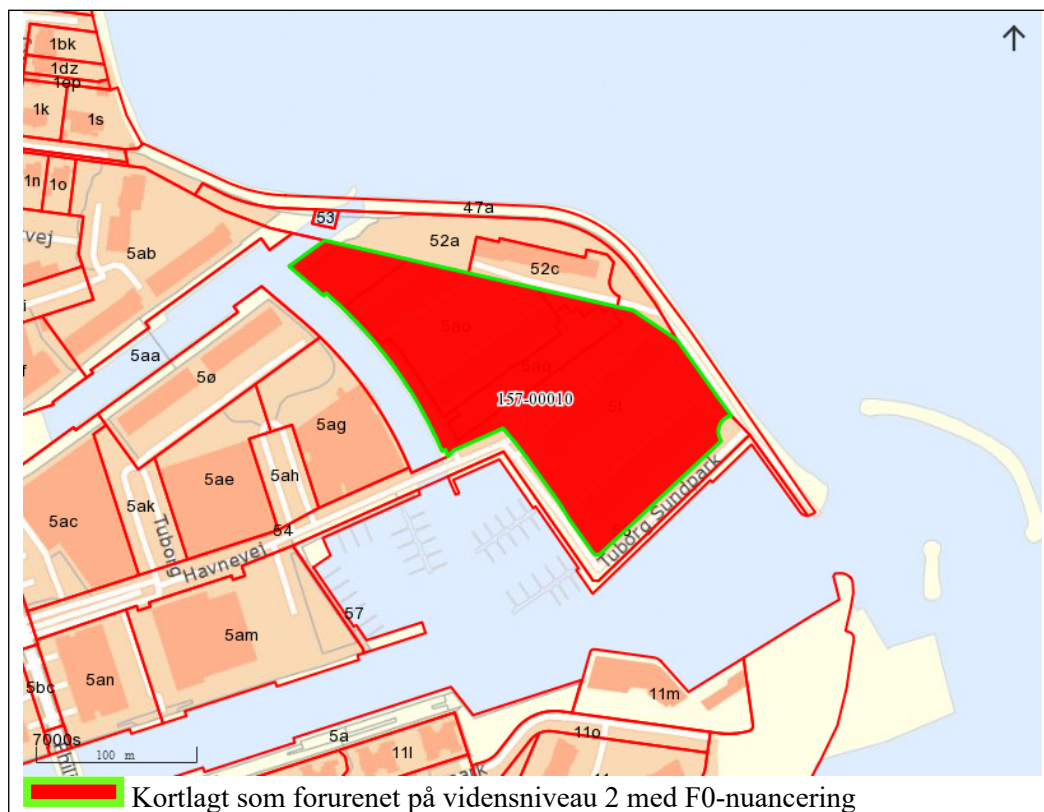 1bk
1dz
1ep
1k
1s
1n
1o
vej
5ab
53
47a
52a
52c
5aa
5ao
5aq
157-00010
5t
5ø
5ag
5ae
5ah
5ac
5ak
Tuborg
Havnevej
54
Tuborg Sundpark
57
5am
5an
5bc
11m
11o
5a
11l
7000s
100 m
Kortlagt som forurenet på vidensniveau 2 med F0-nuancering